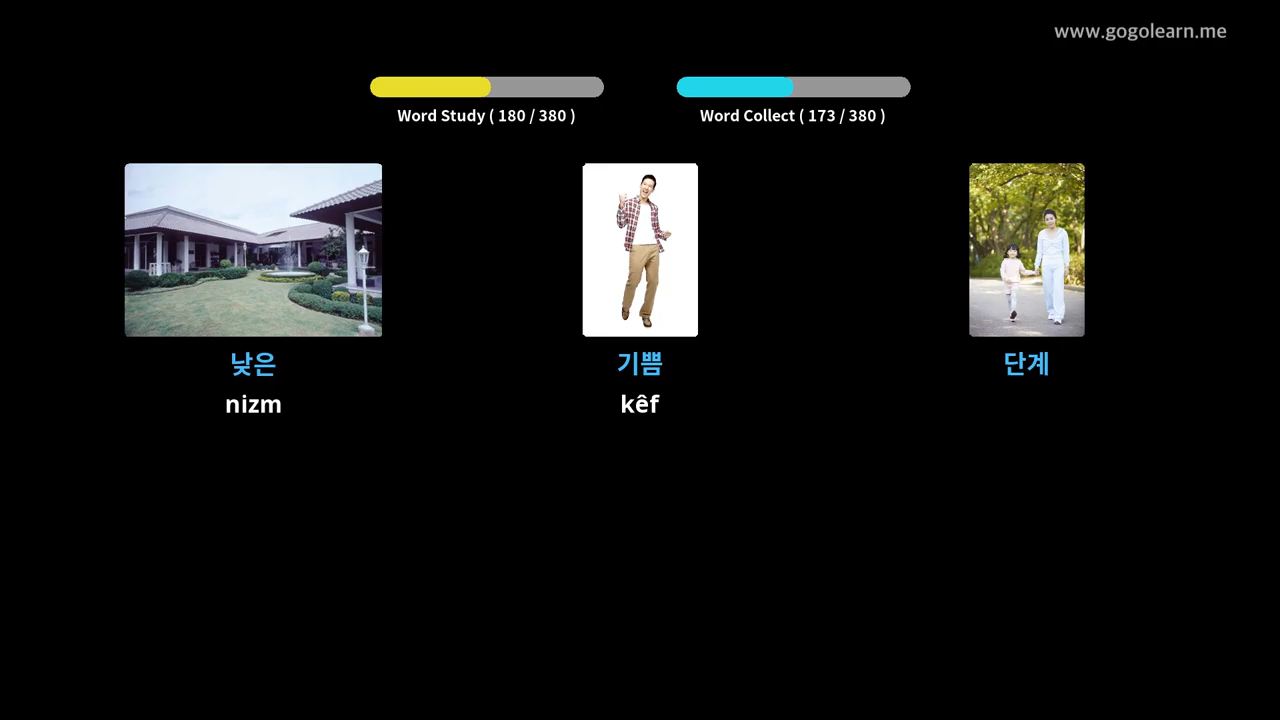 www.gogolearn.me
Word Study ( 180 / 380 )
Word Collect ( 173 / 380 )
낮은
기쁨
단계
nizm
kêf